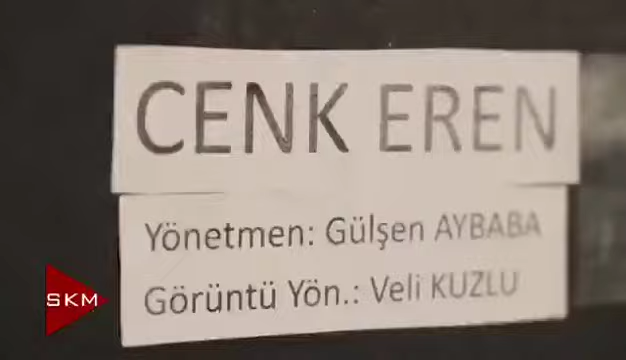 CENK EREN
Yönetmen: Gülşen AYBABA
Görüntü Yön.: Veli KUZLU
SKM